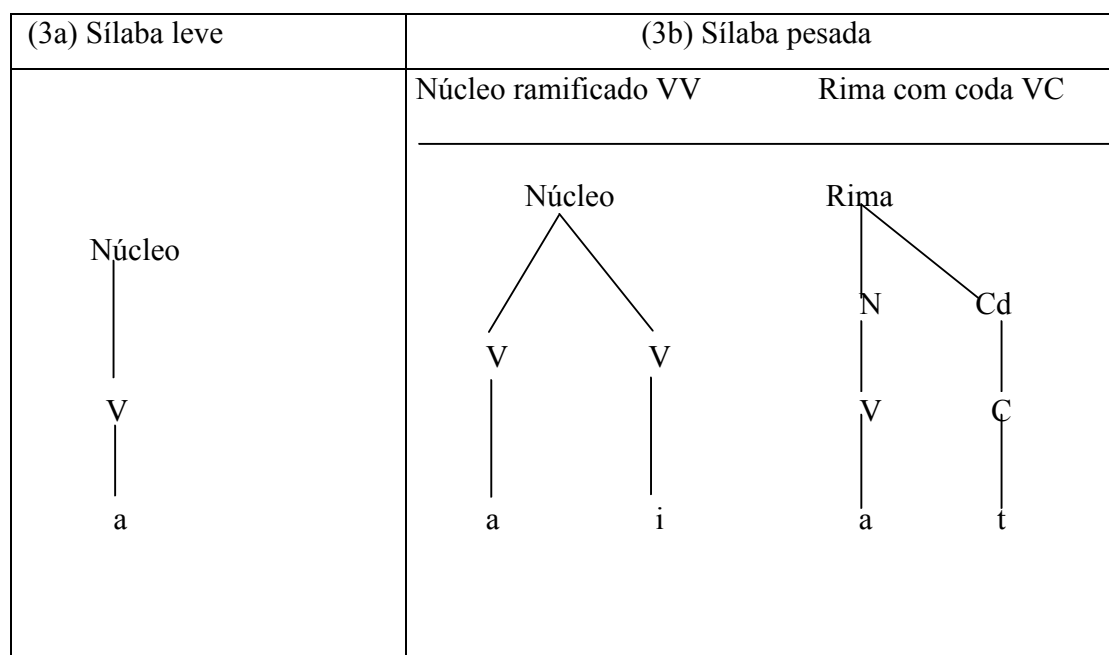 (3a) Sílaba leve
(3b) Sílaba pesada
Núcleo ramificado VV
Rima com coda VC
Núcleo
V
a
Núcleo
V V
a i
Rima
N Cd
V C
a t